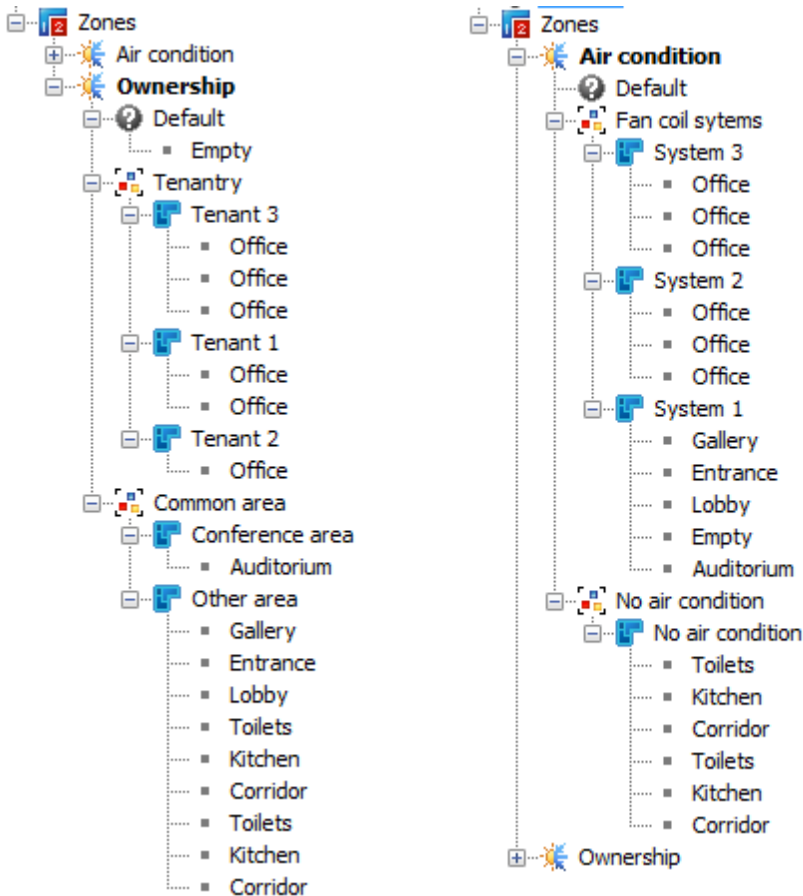 Zones
Air condition
Ownership
Default
Empty
Tenantry
Tenant 3
Office
Office
Office
Tenant 1
Office
Office
Tenant 2
Office
Common area
Conference area
Auditorium
Other area
Gallery
Entrance
Lobby
Toilets
Kitchen
Corridor
Toilets
Kitchen
Corridor
Zones
Air condition
Default
Fan coil sytems
System 3
Office
Office
Office
System 2
Office
Office
Office
System 1
Gallery
Entrance
Lobby
Empty
Auditorium
No air condition
No air condition
Toilets
Kitchen
Corridor
Toilets
Kitchen
Corridor
Ownership